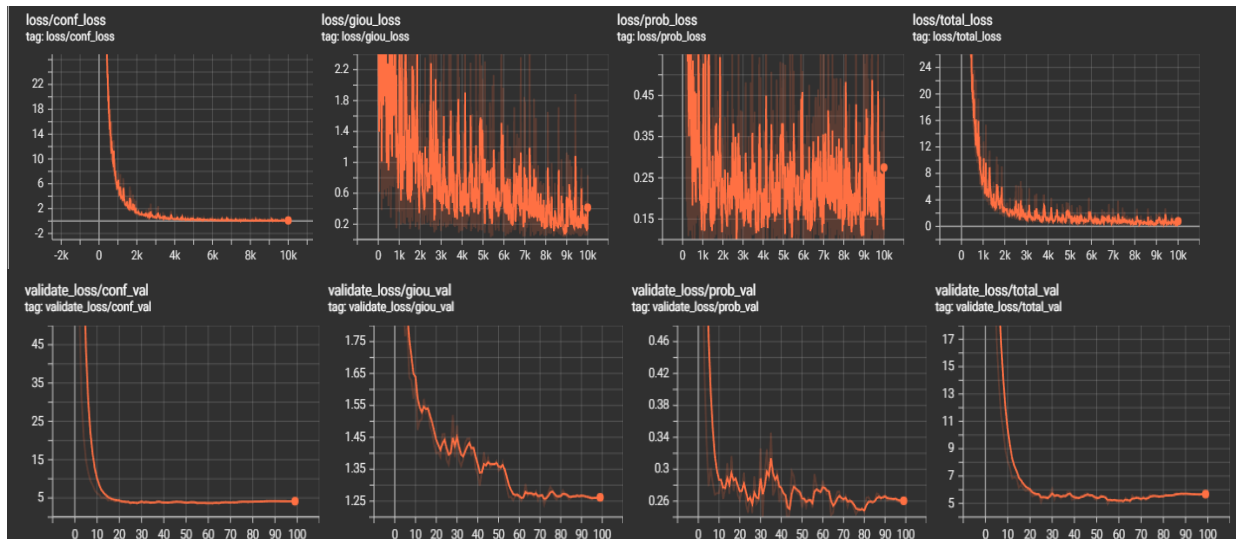 loss/conf_loss
tag: loss/conf_loss
22
18
14
10
6
2
-2
-2k 0 2k 4k 6k 8k 10k
loss/giou_loss
tag: loss/giou_loss
2.2
1.8
1.4
1
0.6
0.2
0 1k 2k 3k 4k 5k 6k 7k 8k 9k 10k
loss/prob_loss
tag: loss/prob_loss
0.45
0.35
0.25
0.15
0 1k 2k 3k 4k 5k 6k 7k 8k 9k 10k
loss/total_loss
tag: loss/total_loss
24
20
16
12
8
4
0
0 1k 2k 3k 4k 5k 6k 7k 8k 9k 10k
validate_loss/conf_val
tag: validate_loss/conf_val
45
35
25
15
5
0 10 20 30 40 50 60 70 80 90 100
validate_loss/giou_val
tag: validate_loss/giou_val
1.75
1.65
1.55
1.45
1.35
1.25
0 10 20 30 40 50 60 70 80 90 100
validate_loss/prob_val
tag: validate_loss/prob_val
0.46
0.42
0.38
0.34
0.3
0.26
0 10 20 30 40 50 60 70 80 90 100
validate_loss/total_val
tag: validate_loss/total_val
17
15
13
11
9
7
5
0 10 20 30 40 50 60 70 80 90 100